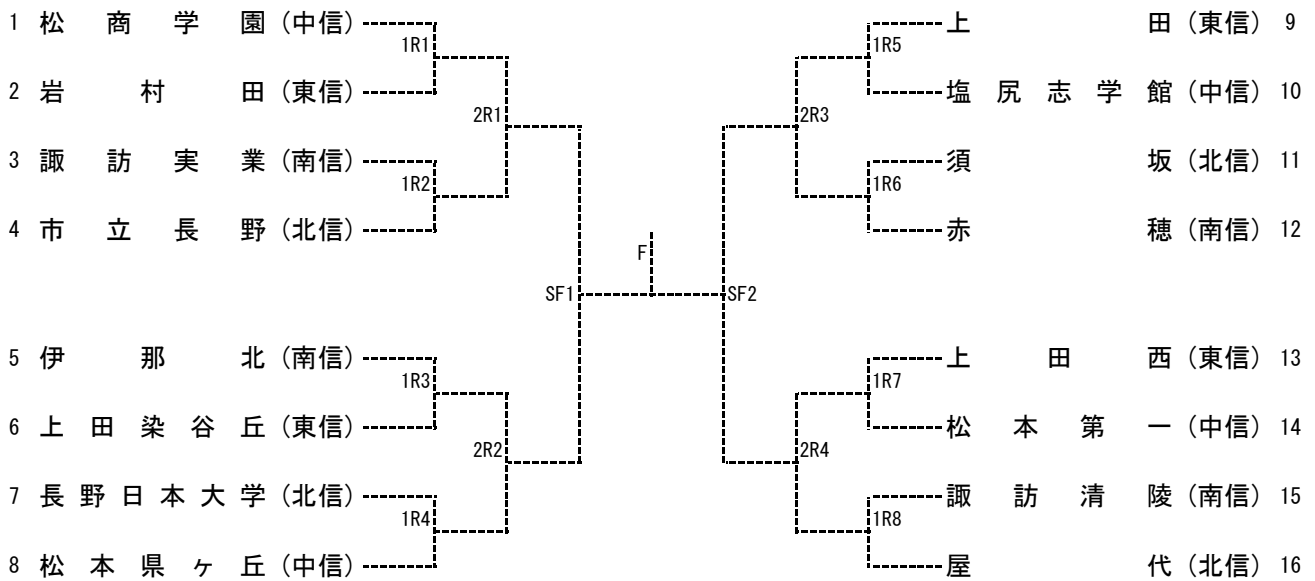 1 松商学園（中信）
1R1
2 岩村田（東信）
2R1
3 諏訪実業（南信）
1R2
4 市立長野（北信）
SF1
5 伊那北（南信）
1R3
6 上田染谷丘（東信）
2R2
7 長野日本大学（北信）
1R4
8 松本県ヶ丘（中信）
F
上田（東信） 9
1R5
塩尻志学館（中信） 10
2R3
須坂（北信） 11
1R6
赤穂（南信） 12
SF2
上田西（東信） 13
1R7
松本第一（中信） 14
2R4
諏訪清陵（南信） 15
1R8
屋代（北信） 16